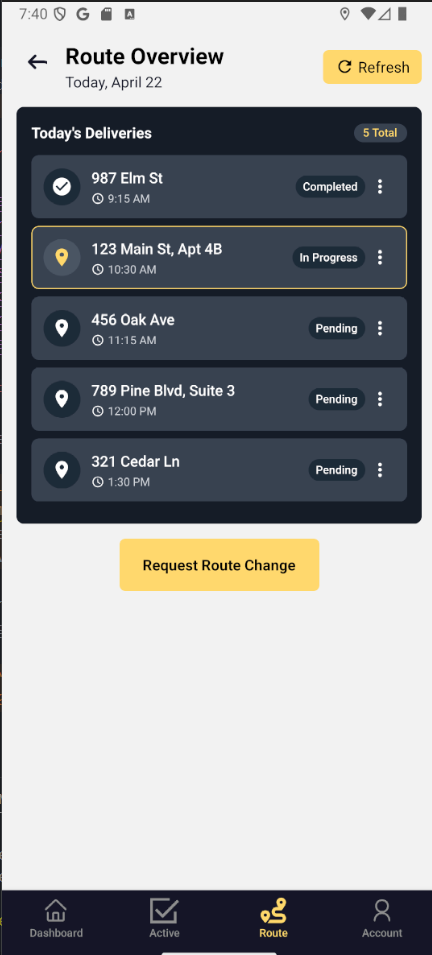 7:40
Route Overview
Today, April 22
Refresh
Today's Deliveries
5 Total
987 Elm St
9:15 AM
Completed
123 Main St, Apt 4B
10:30 AM
In Progress
456 Oak Ave
11:15 AM
Pending
789 Pine Blvd, Suite 3
12:00 PM
Pending
321 Cedar Ln
1:30 PM
Pending
Request Route Change
Dashboard
Active
Route
Account